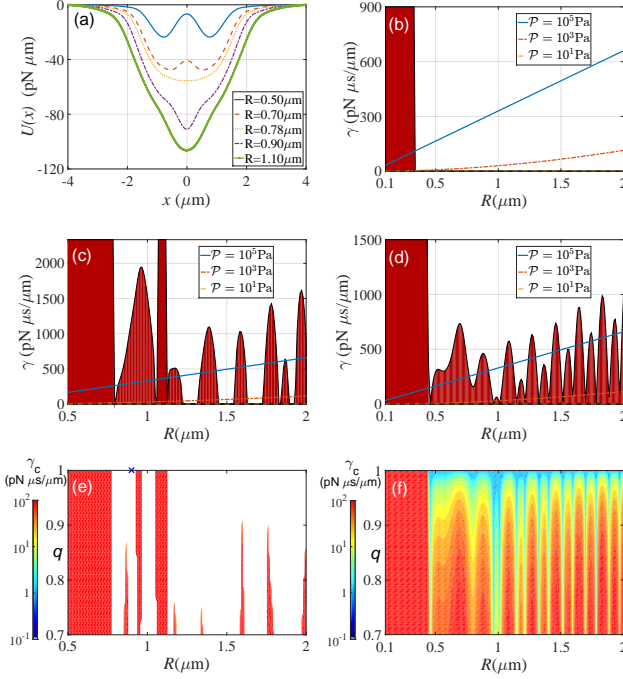 (a)
U(x) (pN μm)
0
-40
-80
-120
-4
-2
0
2
4
x (μm)
R=0.50μm
R=0.70μm
R=0.78μm
R=0.90μm
R=1.10μm
(b)
γ (pN μs/μm)
900
600
300
0
0.1
0.5
1
1.5
2
R(μm)
𝒫 = 10⁵Pa
𝒫 = 10³Pa
𝒫 = 10¹Pa
(c)
γ (pN μs/μm)
2000
1500
1000
500
0
0.5
1
1.5
2
R(μm)
𝒫 = 10⁵Pa
𝒫 = 10³Pa
𝒫 = 10¹Pa
(d)
γ (pN μs/μm)
1500
1000
500
0
0.1
0.5
1
1.5
2
R(μm)
𝒫 = 10⁵Pa
𝒫 = 10³Pa
𝒫 = 10¹Pa
(e)
γc
(pN μs/μm)
10²
10¹
1
10⁻¹
q
1
0.9
0.8
0.7
0.5
1
1.5
2
R(μm)
(f)
γc
(pN μs/μm)
10²
10¹
1
10⁻¹
q
1
0.9
0.8
0.7
0.1
0.5
1
1.5
2
R(μm)